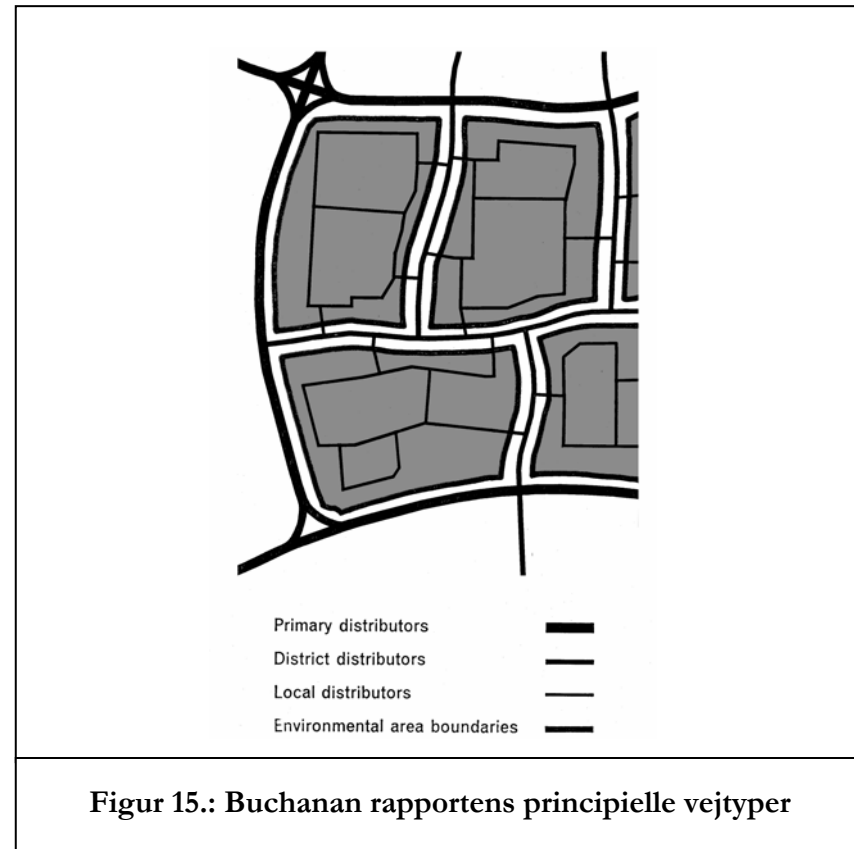 Primary distributors
District distributors
Local distributors
Environmental area boundaries
Figur 15.: Buchanan rapportens principielle vejtyper